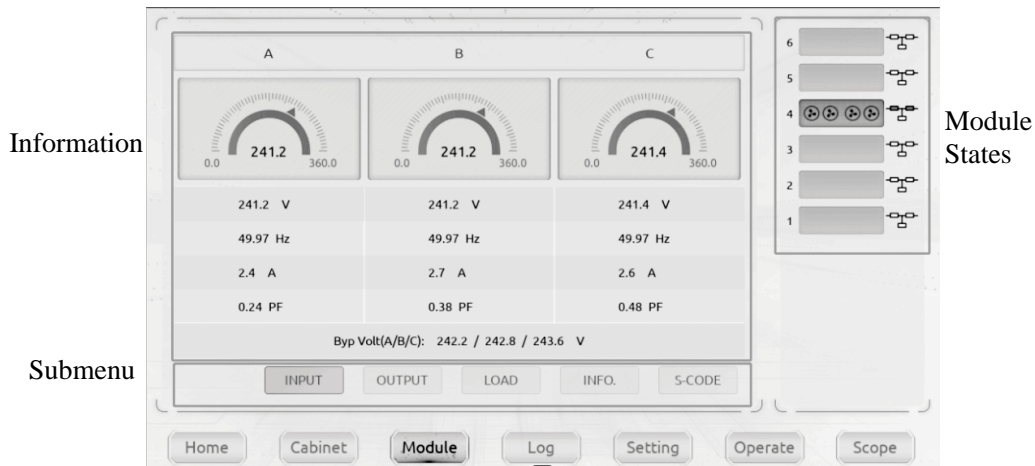 A B C
241.2 241.2 241.4
0.0 360.0 0.0 360.0 0.0 360.0
241.2 V 241.2 V 241.4 V
49.97 Hz 49.97 Hz 49.97 Hz
2.4 A 2.7 A 2.6 A
0.24 PF 0.38 PF 0.48 PF
Byp Volt(A/B/C): 242.2 / 242.8 / 243.6 V
INPUT OUTPUT LOAD INFO. S-CODE
6
5
4
3
2
1
Information
Module
States
Submenu
Home Cabinet Module Log Setting Operate Scope